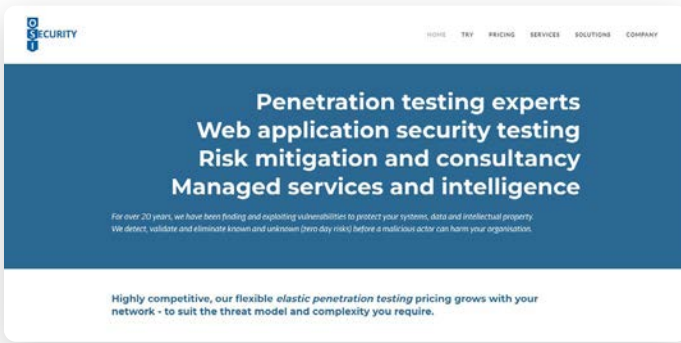 OSI SECURITY
HOME TRY PRICING SERVICES SOLUTIONS COMPANY
Penetration testing experts
Web application security testing
Risk mitigation and consultancy
Managed services and intelligence
For over 20 years, we have been finding and exploiting vulnerabilities to protect your systems, data and intellectual property.
We detect, validate and eliminate known and unknown (zero day risks) before a malicious actor can harm your organisation.
Highly competitive, our flexible elastic penetration testing pricing grows with your
network - to suit the threat model and complexity you require.